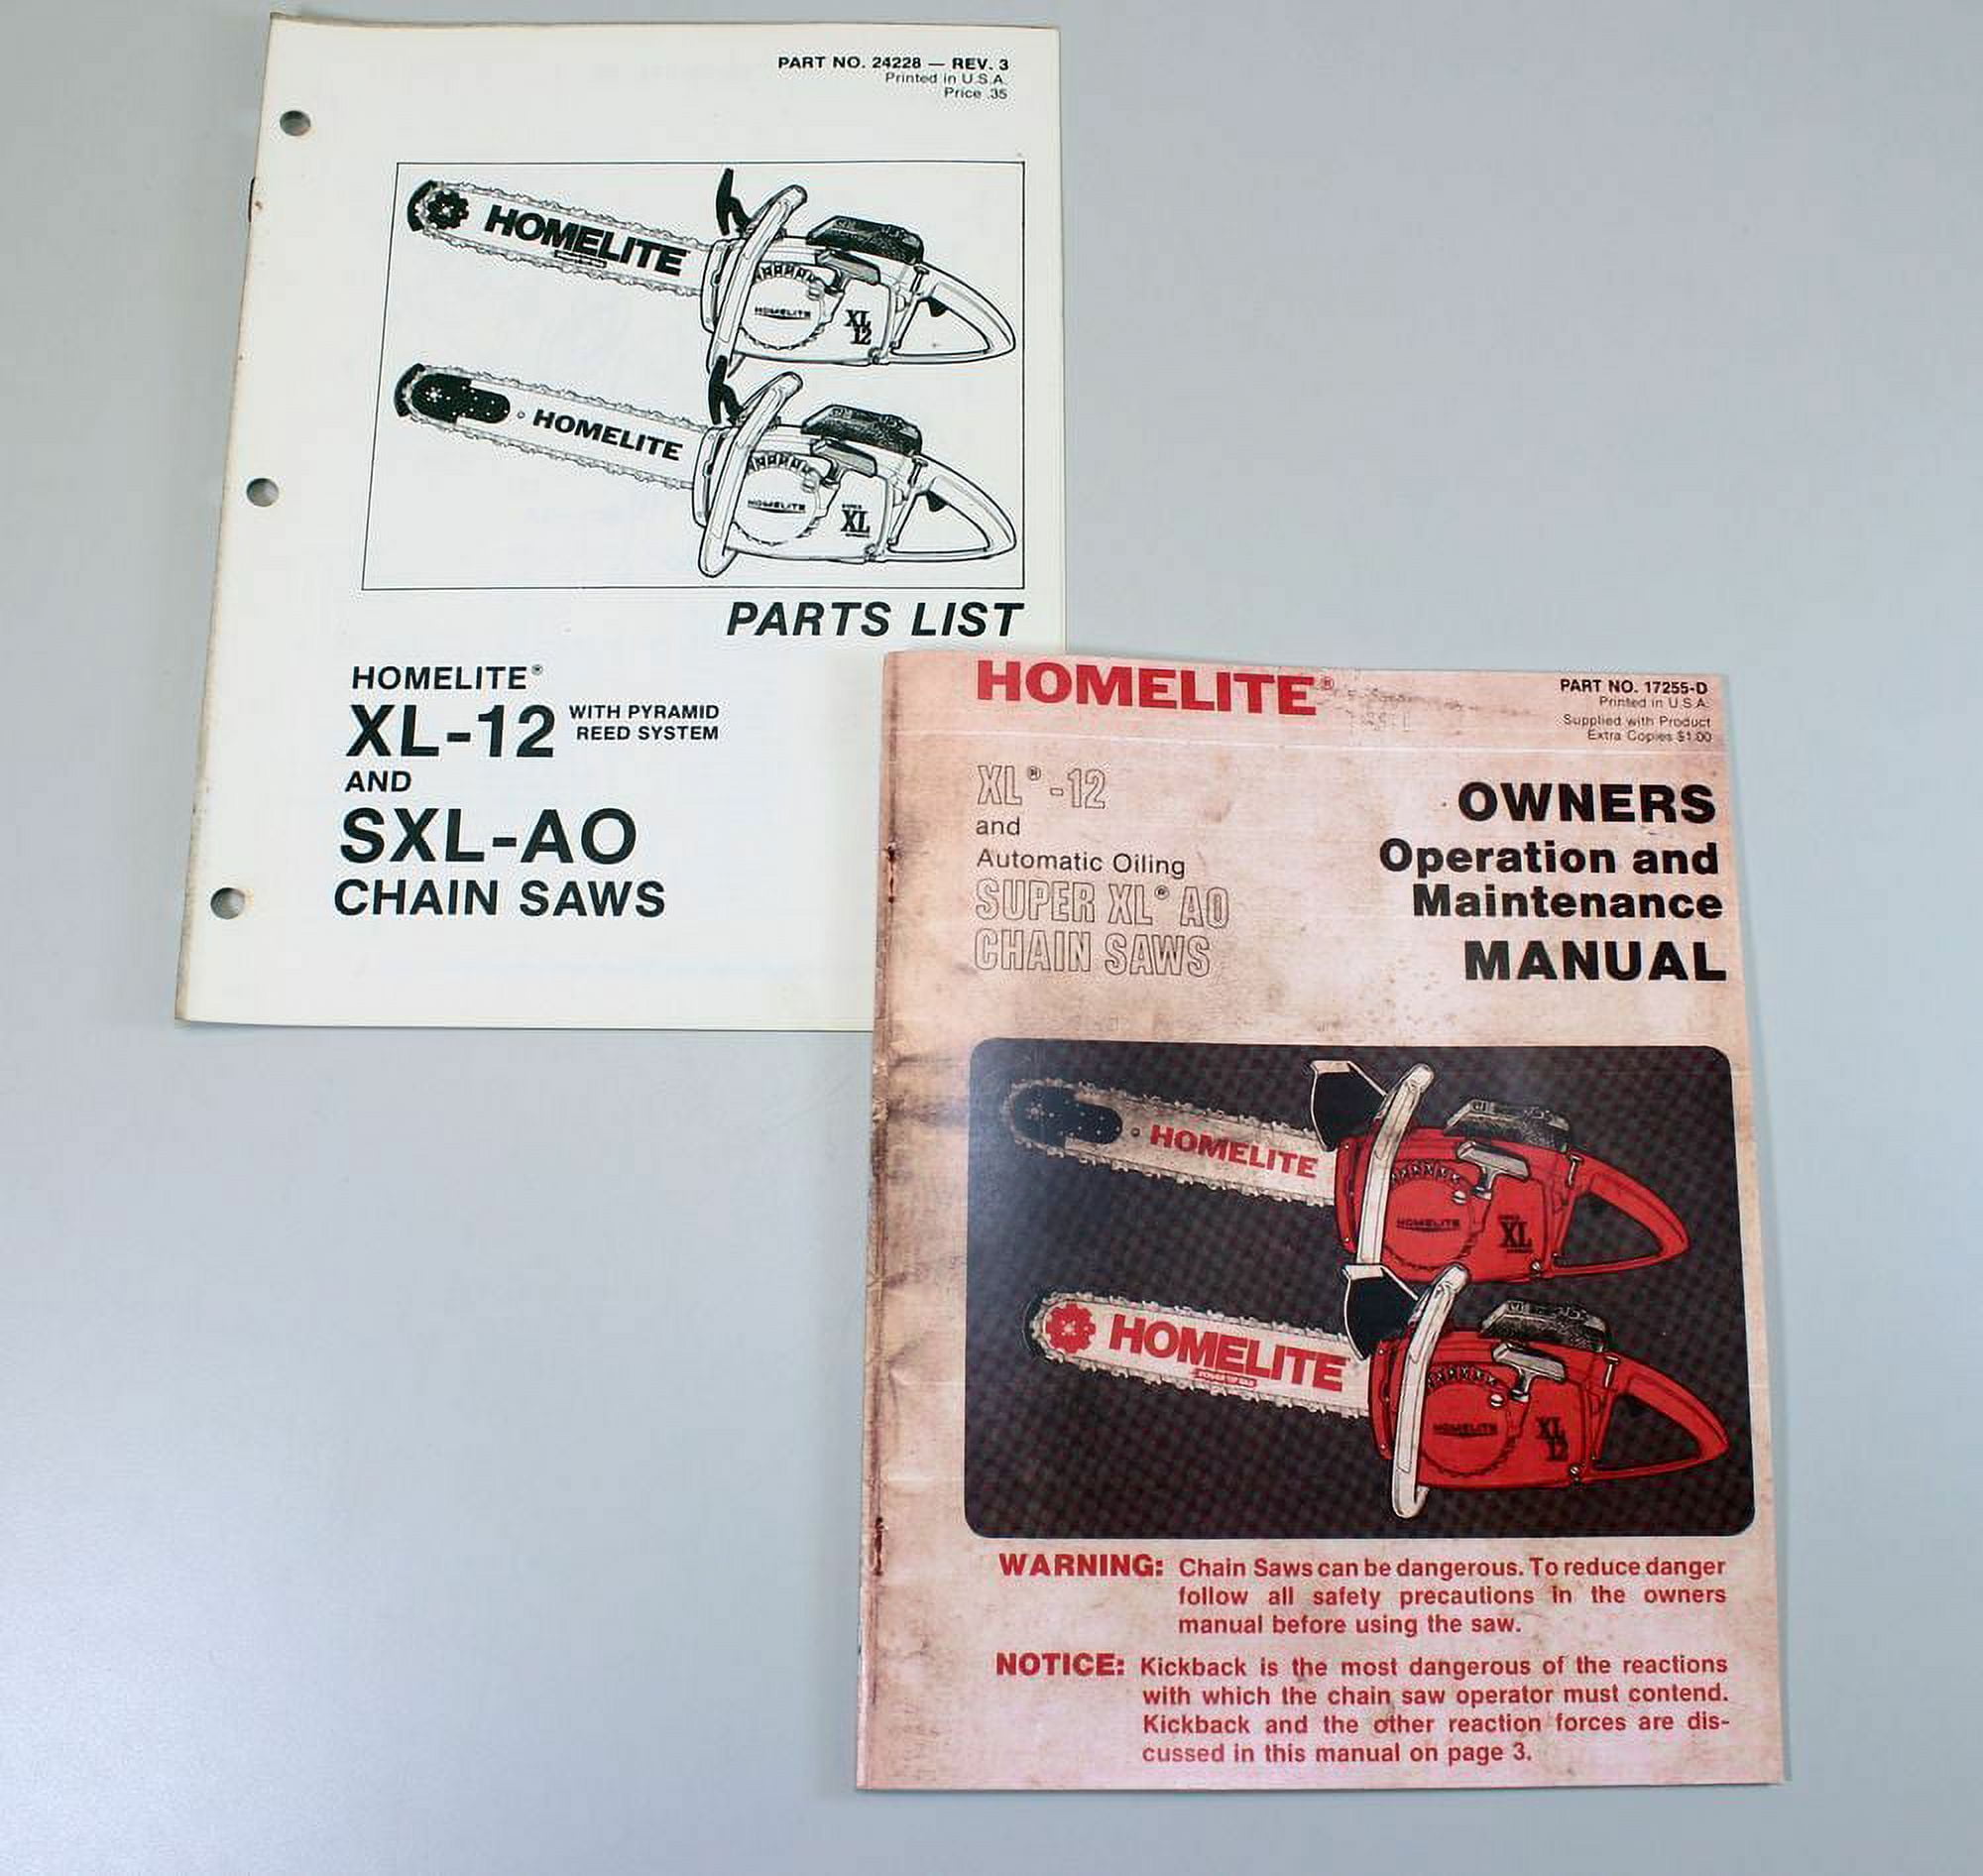 PART NO. 24228 — REV. 3
Printed in U.S.A.
Price .35
HOMELITE
HOMELITE
XL
12
HOMELITE
HOMELITE
XL
PARTS LIST
HOMELITE®
XL-12 WITH PYRAMID
REED SYSTEM
AND
SXL-AO
CHAIN SAWS
HOMELITE®
PART NO. 17255-D
Printed in U.S.A.
Supplied with Product
Extra Copies $1.00
XL®-12
and
Automatic Oiling
SUPER XL® AO
CHAIN SAWS
OWNERS
Operation and
Maintenance
MANUAL
HOMELITE
HOMELITE
XL
HOMELITE
HOMELITE
XL
12
WARNING: Chain Saws can be dangerous. To reduce danger
follow all safety precautions in the owners
manual before using the saw.
NOTICE: Kickback is the most dangerous of the reactions
with which the chain saw operator must contend.
Kickback and the other reaction forces are dis-
cussed in this manual on page 3.